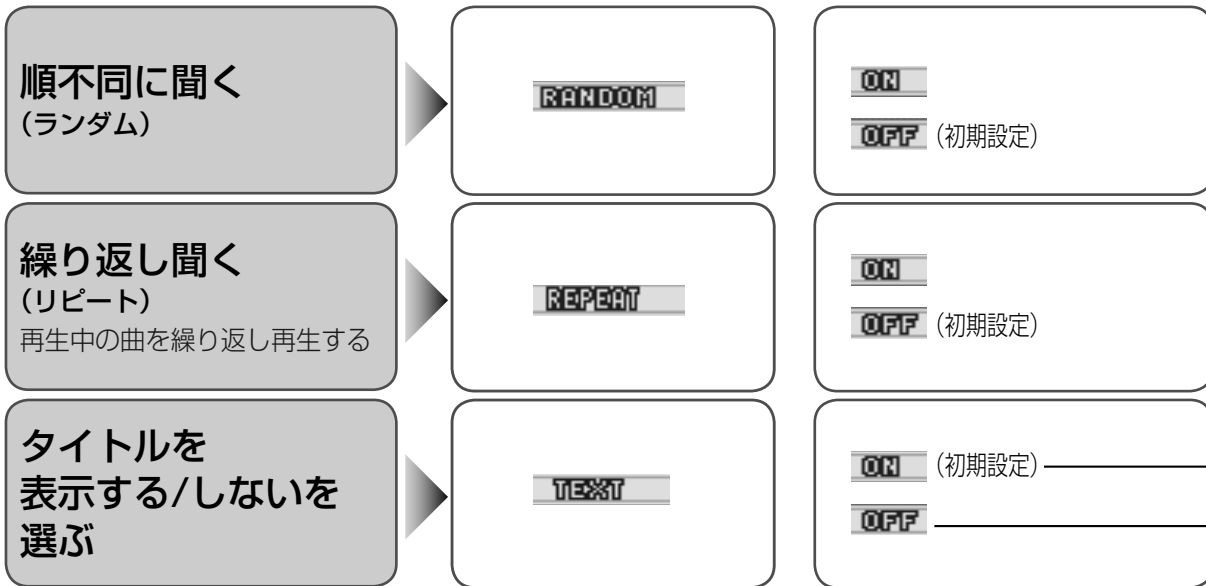 順不同に聞く
（ランダム）
RANDOM
ON
OFF（初期設定）
繰り返し聞く
（リピート）
再生中の曲を繰り返し再生する
REPEAT
ON
OFF（初期設定）
タイトルを
表示する/しないを
選ぶ
TEXT
ON（初期設定）
OFF